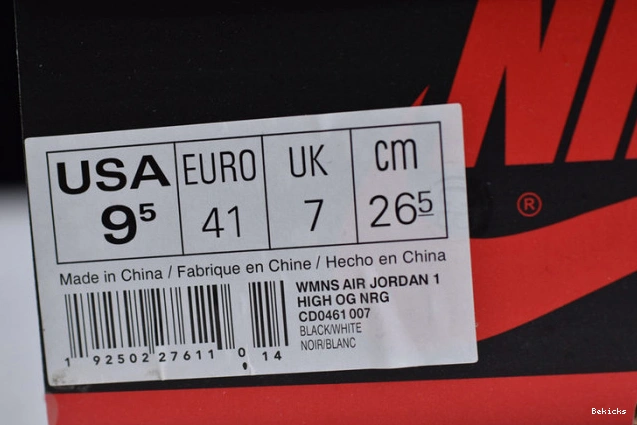 NI
®
USA EURO UK cm
9⁵ 41 7 26⁵
Made in China / Fabrique en Chine / Hecho en China
WMNS AIR JORDAN 1
HIGH OG NRG
CD0461 007
BLACK/WHITE
NOIR/BLANC
1 92502 27611 0 14
Bekicks